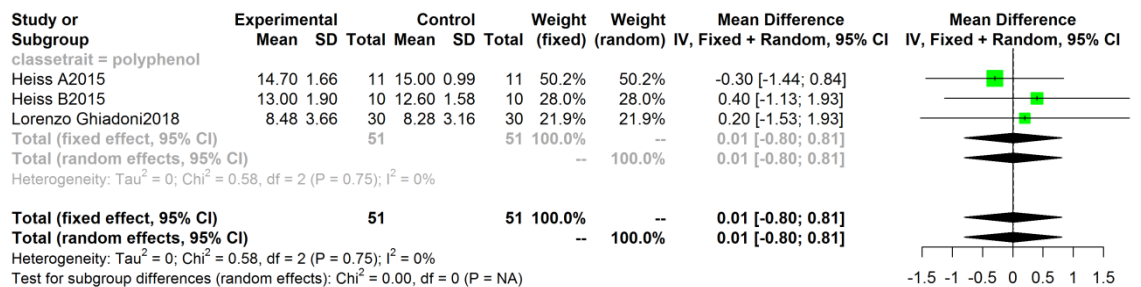 Study or Experimental Control Weight Weight Mean Difference Mean Difference
Subgroup Mean SD Total Mean SD Total (fixed) (random) IV, Fixed + Random, 95% CI IV, Fixed + Random, 95% CI
classetrait = polyphenol
Heiss A2015 14.70 1.66 11 15.00 0.99 11 50.2% 50.2% -0.30 [-1.44; 0.84]
Heiss B2015 13.00 1.90 10 12.60 1.58 10 28.0% 28.0% 0.40 [-1.13; 1.93]
Lorenzo Ghiadoni2018 8.48 3.66 30 8.28 3.16 30 21.9% 21.9% 0.20 [-1.53; 1.93]
Total (fixed effect, 95% CI) 51 51 100.0% -- 0.01 [-0.80; 0.81]
Total (random effects, 95% CI) -- 100.0% 0.01 [-0.80; 0.81]
Heterogeneity: Tau² = 0; Chi² = 0.58, df = 2 (P = 0.75); I² = 0%
Total (fixed effect, 95% CI) 51 51 100.0% -- 0.01 [-0.80; 0.81]
Total (random effects, 95% CI) -- 100.0% 0.01 [-0.80; 0.81]
Heterogeneity: Tau² = 0; Chi² = 0.58, df = 2 (P = 0.75); I² = 0%
Test for subgroup differences (random effects): Chi² = 0.00, df = 0 (P = NA)
-1.5 -1 -0.5 0 0.5 1 1.5